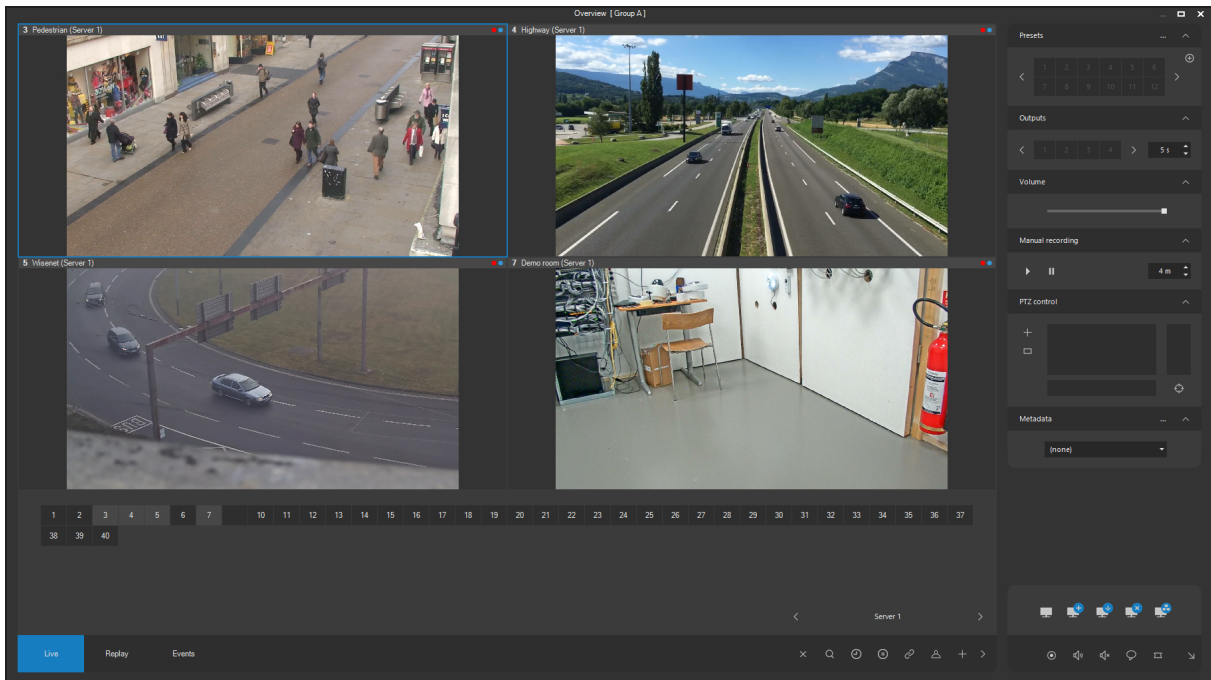 Overview [ Group A ]
3 Pedestrian (Server 1)
4 Highway (Server 1)
5 Wisenet (Server 1)
7 Demo room (Server 1)
Presets ...
1 2 3 4 5 6
7 8 9 10 11 12
Outputs
1 2 3 4 5 s
Volume
Manual recording
4 m
PTZ control
Metadata ...
(none)
1 2 3 4 5 6 7 10 11 12 13 14 15 16 17 18 19 20 21 22 23 24 25 26 27 28 29 30 31 32 33 34 35 36 37
38 39 40
Server 1
Live Replay Events